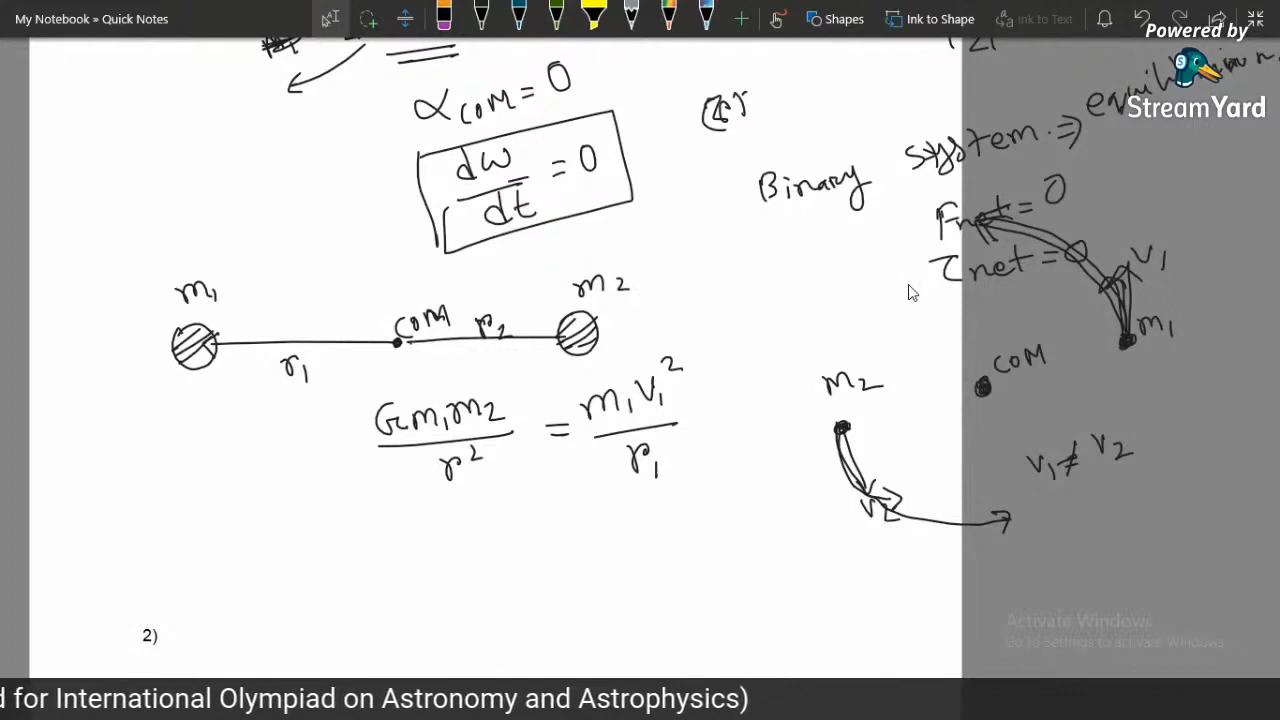 My Notebook » Quick Notes
Shapes
Ink to Shape
Ink to Text
Powered by
StreamYard
α COM = 0
dω/dt = 0
Binary system ⇒
Fnet = 0
τ net = 0
m1
m2
COM
r1
r2
Gm1m2/r² = m1v1²/r1
v1
m1
COM
m2
v2
v1 ≠ v2
2)
Activate Windows
Go to Settings to activate Windows.
d for International Olympiad on Astronomy and Astrophysics)